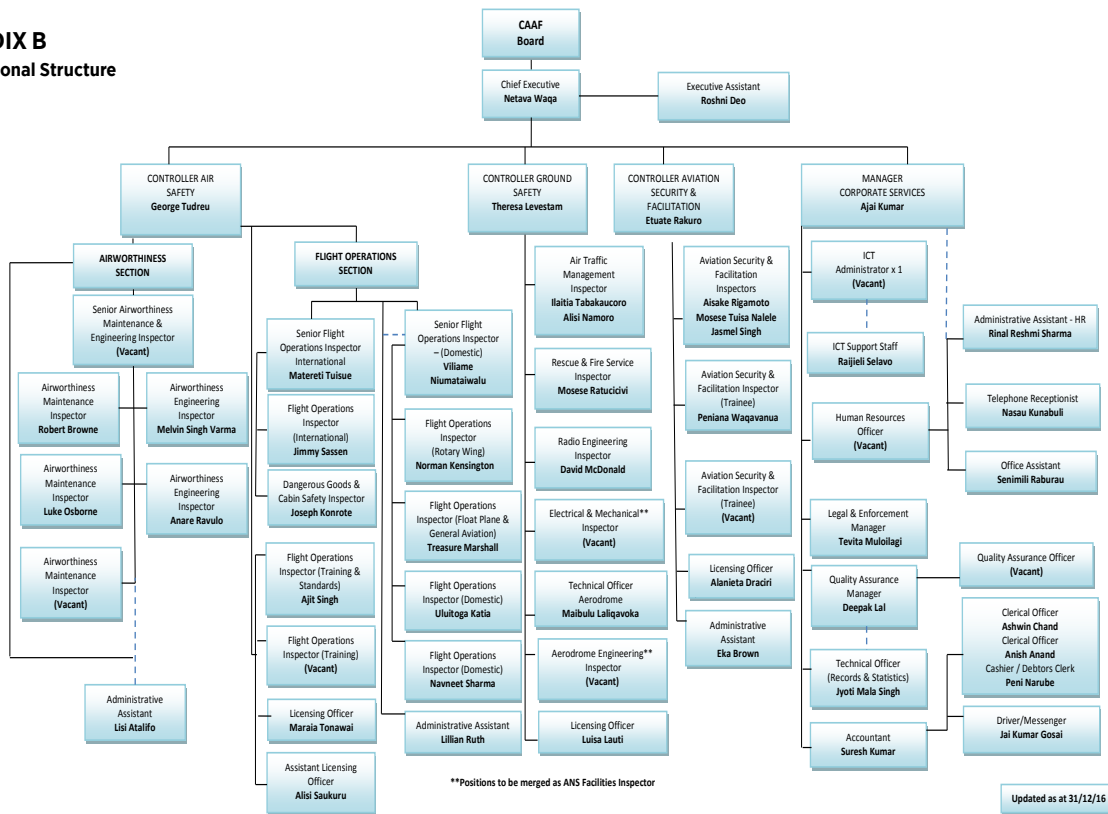 DIX B
onal Structure
CAAF
Board
Chief Executive
Netava Waqa
Executive Assistant
Roshni Deo
CONTROLLER AIR
SAFETY
George Tudreu
CONTROLLER GROUND
SAFETY
Theresa Levestam
CONTROLLER AVIATION
SECURITY &
FACILITATION
Etuate Rakuro
MANAGER
CORPORATE SERVICES
Ajai Kumar
AIRWORTHINESS
SECTION
Senior Airworthiness
Maintenance &
Engineering Inspector
(Vacant)
Airworthiness
Maintenance
Inspector
Robert Browne
Airworthiness
Engineering
Inspector
Melvin Singh Varma
Airworthiness
Maintenance
Inspector
Luke Osborne
Airworthiness
Engineering
Inspector
Anare Ravulo
Airworthiness
Maintenance
Inspector
(Vacant)
Administrative
Assistant
Lisi Atalifo
FLIGHT OPERATIONS
SECTION
Senior Flight
Operations Inspector
International
Matereti Tuisue
Flight Operations
Inspector
(International)
Jimmy Sassen
Dangerous Goods &
Cabin Safety Inspector
Joseph Konrote
Flight Operations
Inspector (Training &
Standards)
Ajit Singh
Flight Operations
Inspector (Training)
(Vacant)
Licensing Officer
Maraia Tonawai
Assistant Licensing
Officer
Alisi Saukuru
Senior Flight
Operations Inspector
– (Domestic)
Viliame
Niumataiwalu
Flight Operations
Inspector
(Rotary Wing)
Norman Kensington
Flight Operations
Inspector (Float Plane &
General Aviation)
Treasure Marshall
Flight Operations
Inspector (Domestic)
Uluitoga Katia
Flight Operations
Inspector (Domestic)
Navneet Sharma
Administrative Assistant
Lillian Ruth
Air Traffic
Management
Inspector
Ilaitia Tabakaucoro
Alisi Namoro
Rescue & Fire Service
Inspector
Mosese Ratucicivi
Radio Engineering
Inspector
David McDonald
Electrical & Mechanical**
Inspector
(Vacant)
Technical Officer
Aerodrome
Maibulu Laliqavoka
Aerodrome Engineering**
Inspector
(Vacant)
Licensing Officer
Luisa Lauti
Aviation Security &
Facilitation
Inspectors
Aisake Rigamoto
Mosese Tuisa Nalele
Jasmel Singh
Aviation Security &
Facilitation Inspector
(Trainee)
Peniana Waqavanua
Aviation Security &
Facilitation Inspector
(Trainee)
(Vacant)
Licensing Officer
Alanieta Draciri
Administrative
Assistant
Eka Brown
ICT
Administrator x 1
(Vacant)
ICT Support Staff
Raijieli Selavo
Human Resources
Officer
(Vacant)
Legal & Enforcement
Manager
Tevita Muloilagi
Quality Assurance
Manager
Deepak Lal
Technical Officer
(Records & Statistics)
Jyoti Mala Singh
Accountant
Suresh Kumar
Administrative Assistant - HR
Rinal Reshmi Sharma
Telephone Receptionist
Nasau Kunabuli
Office Assistant
Senimili Raburau
Quality Assurance Officer
(Vacant)
Clerical Officer
Ashwin Chand
Clerical Officer
Anish Anand
Cashier / Debtors Clerk
Peni Narube
Driver/Messenger
Jai Kumar Gosai
**Positions to be merged as ANS Facilities Inspector
Updated as at 31/12/16